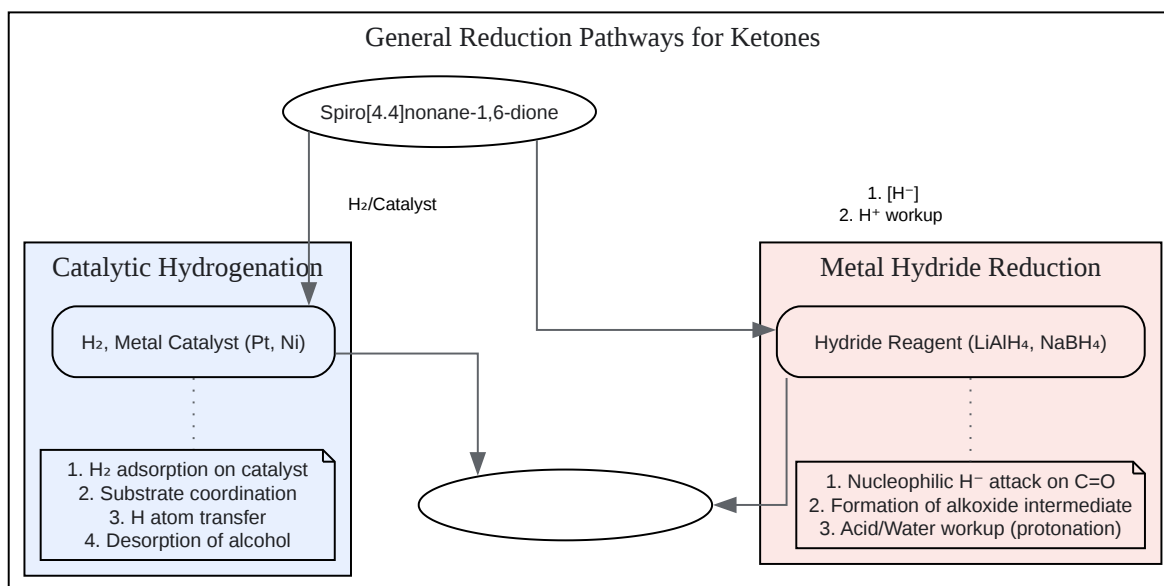 General Reduction Pathways for Ketones
Spiro[4.4]nonane-1,6-dione
H₂/Catalyst
1. [H⁻]
2. H⁺ workup
Catalytic Hydrogenation
H₂, Metal Catalyst (Pt, Ni)
1. H₂ adsorption on catalyst
2. Substrate coordination
3. H atom transfer
4. Desorption of alcohol
Metal Hydride Reduction
Hydride Reagent (LiAlH₄, NaBH₄)
1. Nucleophilic H⁻ attack on C=O
2. Formation of alkoxide intermediate
3. Acid/Water workup (protonation)